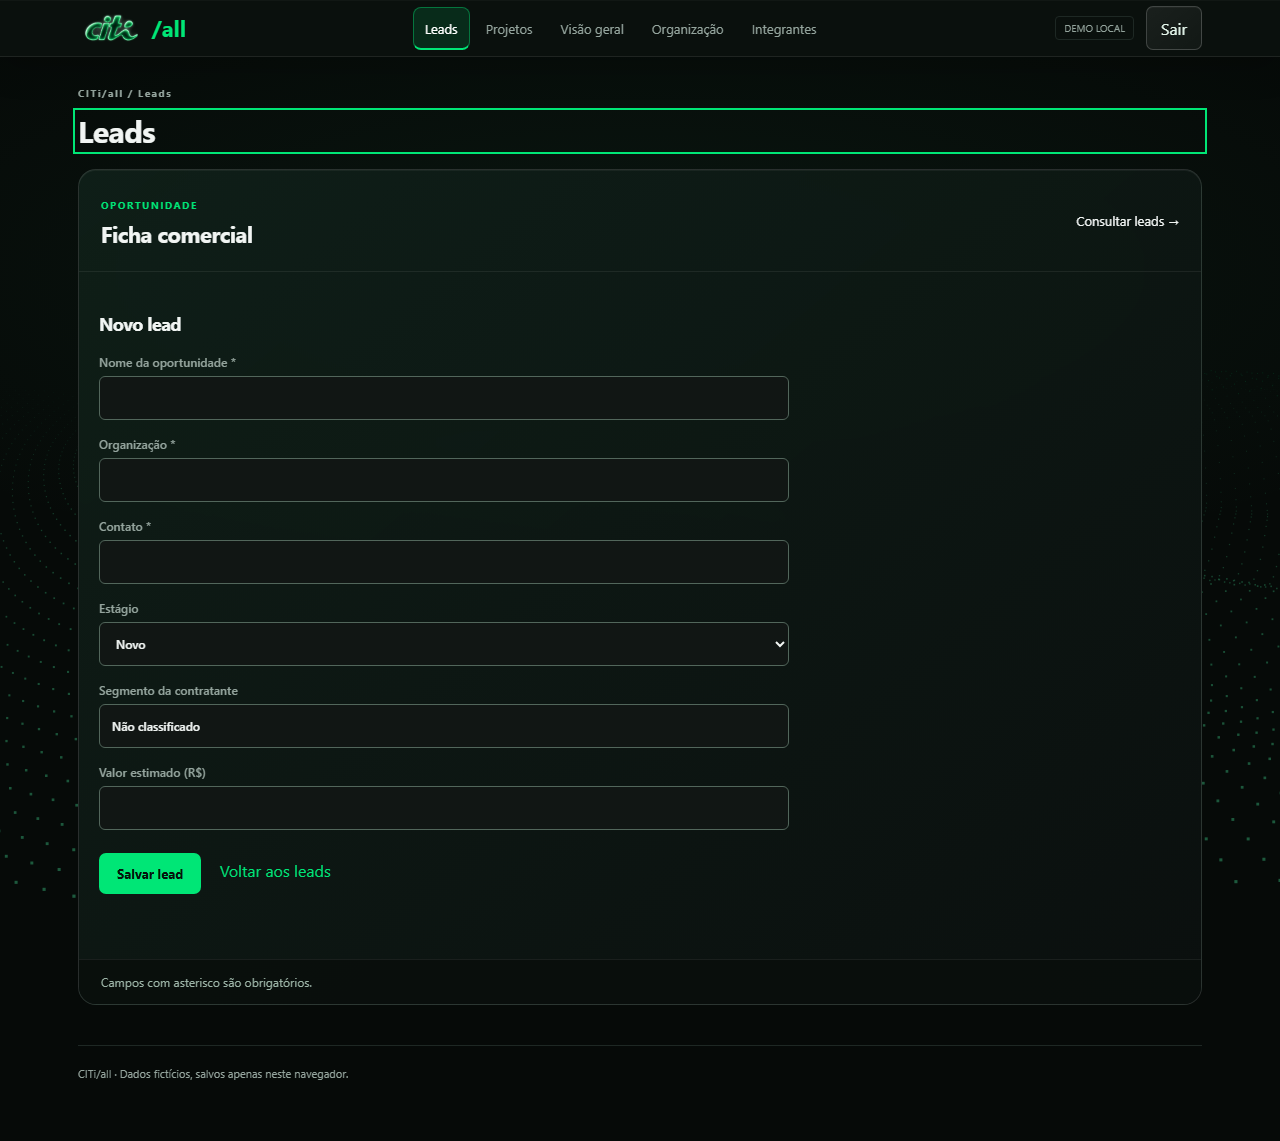 citi /all
Leads
Projetos
Visão geral
Organização
Integrantes
DEMO LOCAL
Sair
CITi/all / Leads
Leads
OPORTUNIDADE
Ficha comercial
Consultar leads →
Novo lead
Nome da oportunidade *
Organização *
Contato *
Estágio
Novo
Segmento da contratante
Não classificado
Valor estimado (R$)
Salvar lead
Voltar aos leads
Campos com asterisco são obrigatórios.
CITi/all · Dados fictícios, salvos apenas neste navegador.